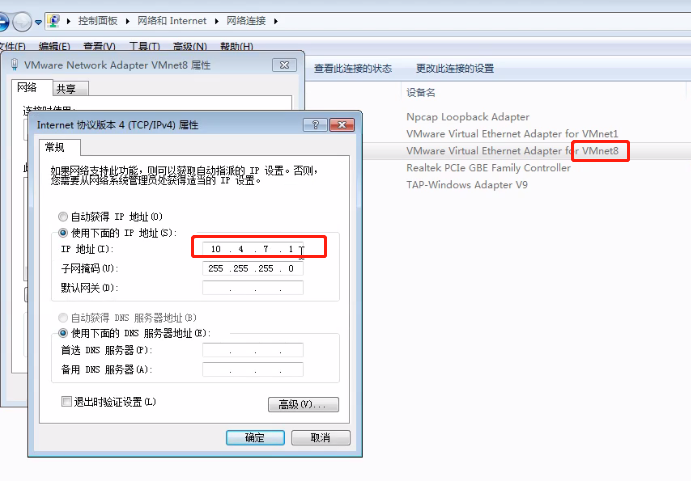 控制面板 ▸ 网络和 Internet ▸ 网络连接 ▸
文件(F) 编辑(E) 查看(V) 工具(T) 高级(N) 帮助(H)
VMware Network Adapter VMnet8 属性
查看此连接的状态 更改此连接的设置
网络 共享
设备名
连接时使用:
Npcap Loopback Adapter
VMware Virtual Ethernet Adapter for VMnet1
VMware Virtual Ethernet Adapter for VMnet8
Realtek PCIe GBE Family Controller
TAP-Windows Adapter V9
Internet 协议版本 4 (TCP/IPv4) 属性
常规
如果网络支持此功能，则可以获取自动指派的 IP 设置。否则，
您需要从网络系统管理员处获得适当的 IP 设置。
自动获得 IP 地址(O)
使用下面的 IP 地址(S):
IP 地址(I): 10 . 4 . 7 . 1
子网掩码(U): 255 .255 .255 . 0
默认网关(D): . . .
自动获得 DNS 服务器地址(B)
使用下面的 DNS 服务器地址(E):
首选 DNS 服务器(P): . . .
备用 DNS 服务器(A): . . .
退出时验证设置(L)
高级(V)...
确定 取消